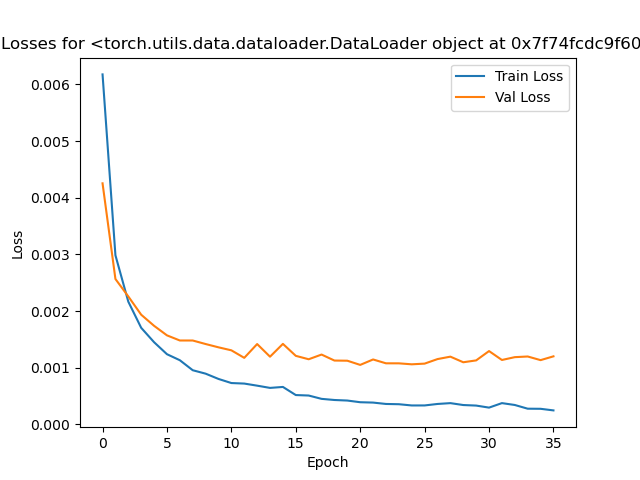 Losses for <torch.utils.data.dataloader.DataLoader object at 0x7f74fcdc9f60
Train Loss
Val Loss
0.006
0.005
0.004
0.003
0.002
0.001
0.000
Loss
0 5 10 15 20 25 30 35
Epoch